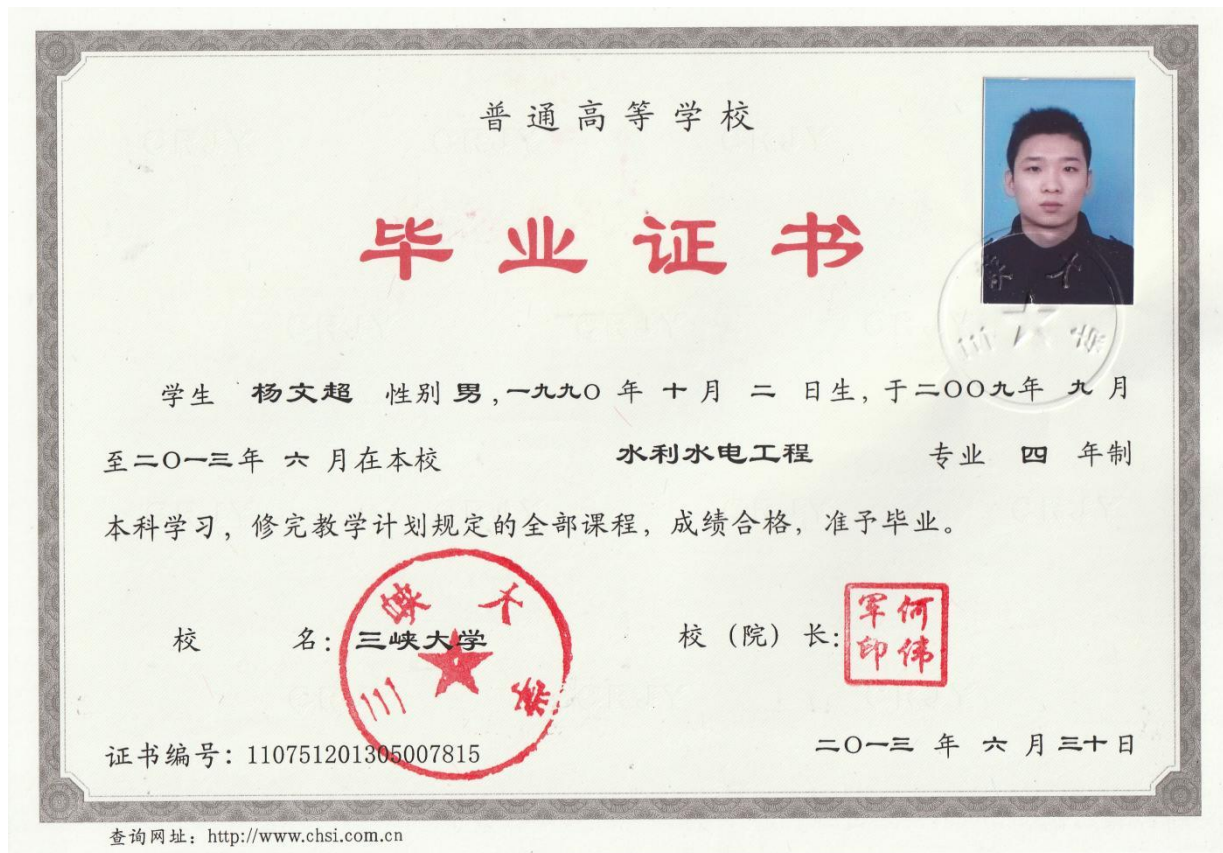 普通高等学校
毕业证书
学生 杨文超 性别 男,一九九〇 年 十 月 二 日生,于二〇〇九年 九 月
至二〇一三年 六 月在本校 水利水电工程 专业 四 年制
本科学习,修完教学计划规定的全部课程,成绩合格,准予毕业。
校 名:三峡大学 校(院)长:
三峡大学
何伟军印
证书编号:110751201305007815 二〇一三 年 六 月 三十 日
查询网址:http://www.chsi.com.cn